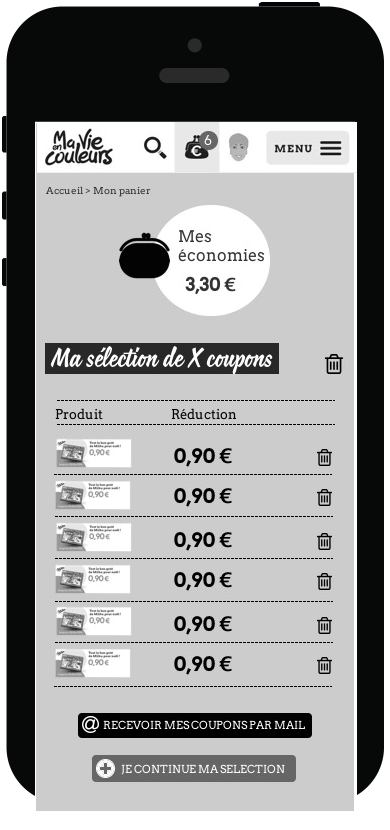 Ma Vie
en
couleurs
6
€
MENU
Accueil > Mon panier
Mes
économies
3,30 €
Ma sélection de X coupons
Produit Réduction
0,90 € 0,90 €
0,90 € 0,90 €
0,90 € 0,90 €
0,90 € 0,90 €
0,90 € 0,90 €
0,90 € 0,90 €
@ RECEVOIR MES COUPONS PAR MAIL
JE CONTINUE MA SELECTION